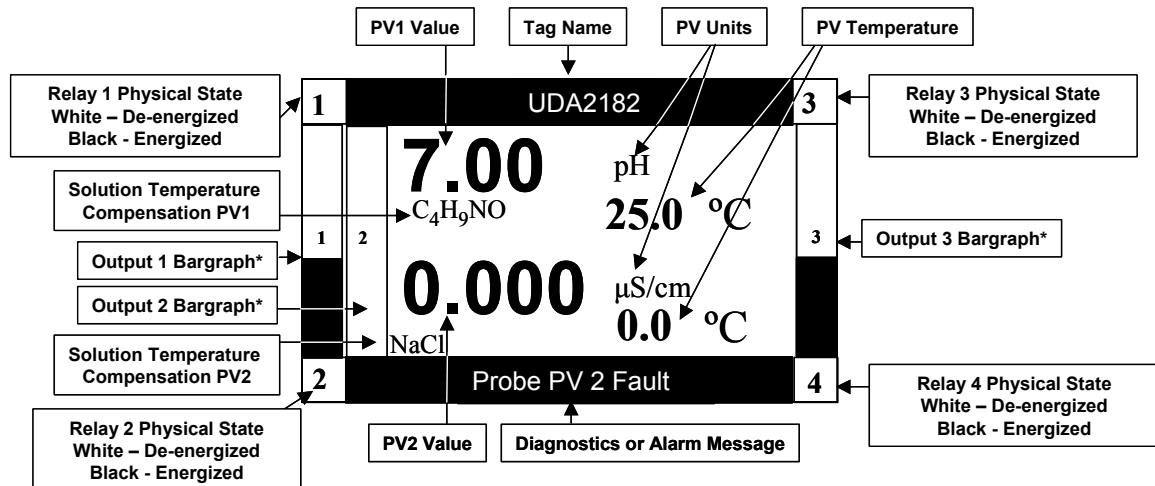 PV1 Value
Tag Name
PV Units
PV Temperature
Relay 1 Physical State
White – De-energized
Black - Energized
1
UDA2182
3
Relay 3 Physical State
White – De-energized
Black - Energized
7.00
pH
Solution Temperature
Compensation PV1
C₄H₉NO
25.0 ºC
1
2
3
Output 1 Bargraph*
Output 3 Bargraph*
0.000
µS/cm
Output 2 Bargraph*
0.0 ºC
Solution Temperature
Compensation PV2
NaCl
2
Probe PV 2 Fault
4
Relay 4 Physical State
White – De-energized
Black - Energized
Relay 2 Physical State
White – De-energized
Black - Energized
PV2 Value
Diagnostics or Alarm Message